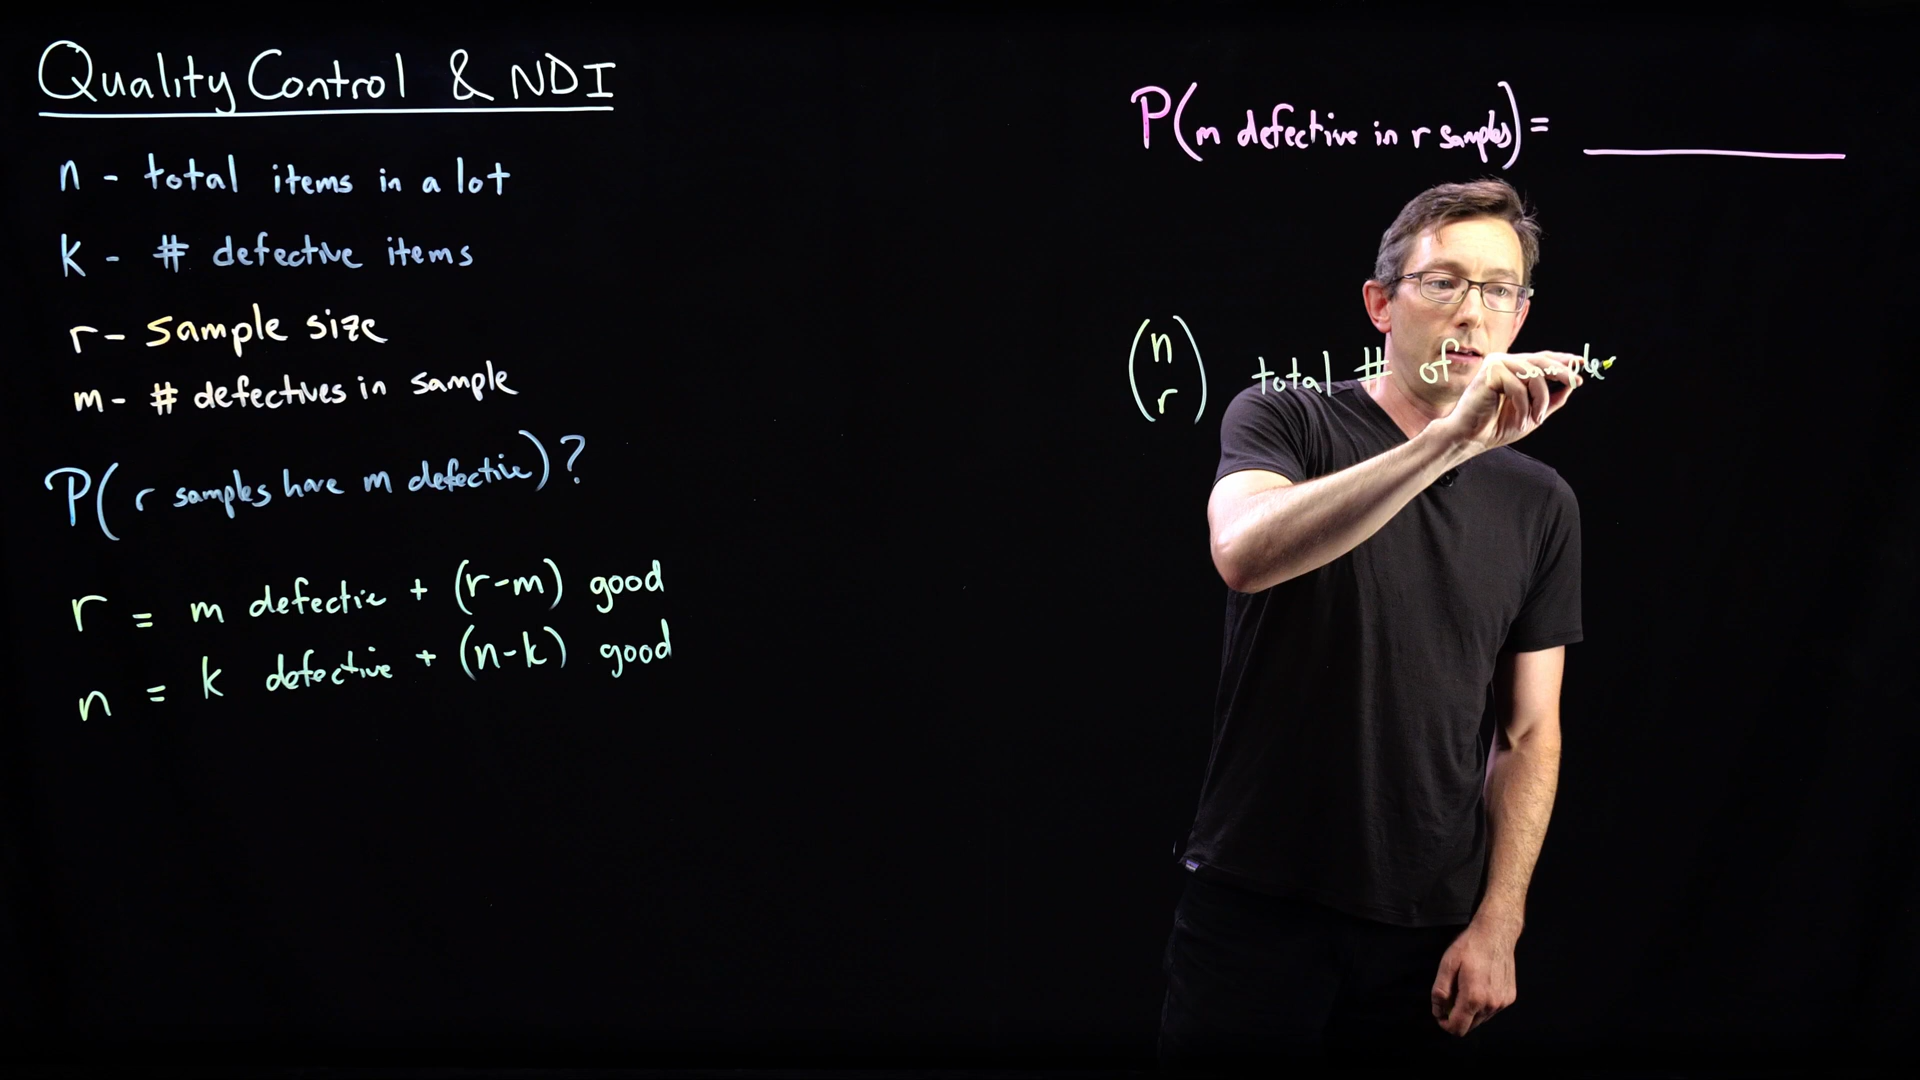 Quality Control & NDI
n - total items in a lot
k - # defective items
r - sample size
m - # defectives in sample
P( r samples have m defective)?
r = m defective + (r-m) good
n = k defective + (n-k) good
P(m defective in r samples) =
(n r) total # of